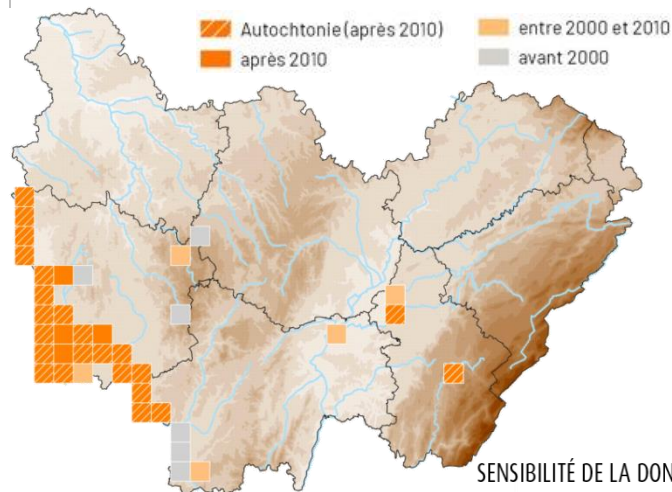 Autochtonie (après 2010)
entre 2000 et 2010
après 2010
avant 2000
SENSIBILITÉ DE LA DON